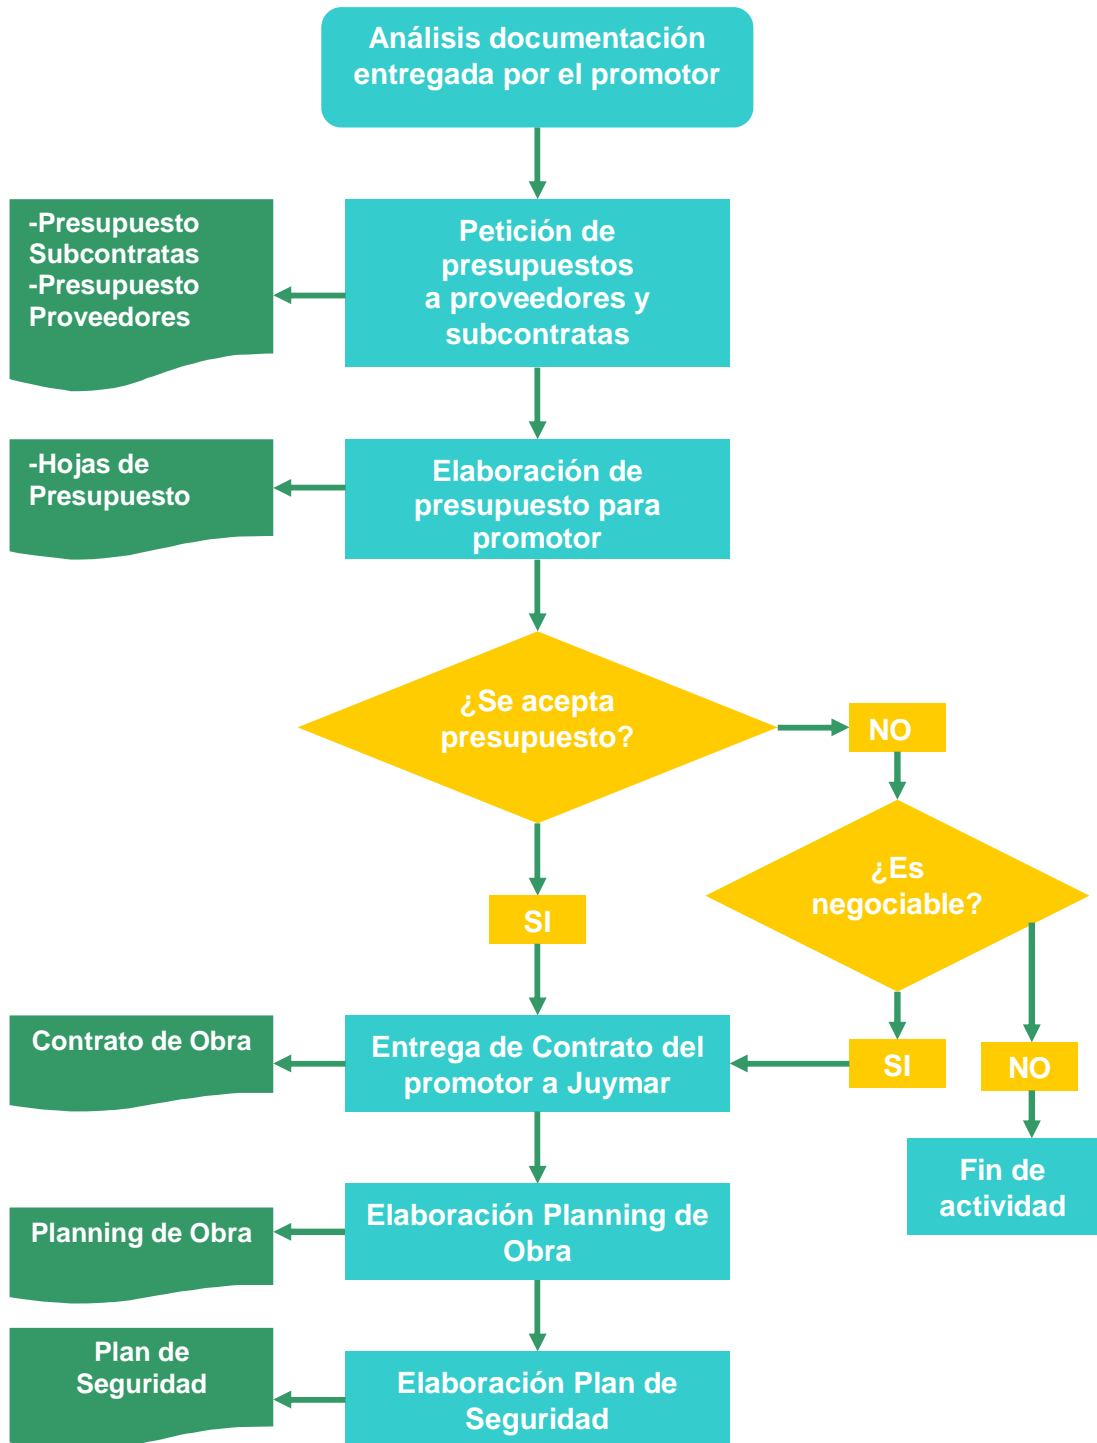 Análisis documentación
entregada por el promotor
-Presupuesto
Subcontratas
-Presupuesto
Proveedores
Petición de
presupuestos
a proveedores y
subcontratas
-Hojas de
Presupuesto
Elaboración de
presupuesto para
promotor
¿Se acepta
presupuesto?
NO
¿Es
negociable?
SI
Contrato de Obra
Entrega de Contrato del
promotor a Juymar
SI
NO
Fin de
actividad
Planning de Obra
Elaboración Planning de
Obra
Plan de
Seguridad
Elaboración Plan de
Seguridad